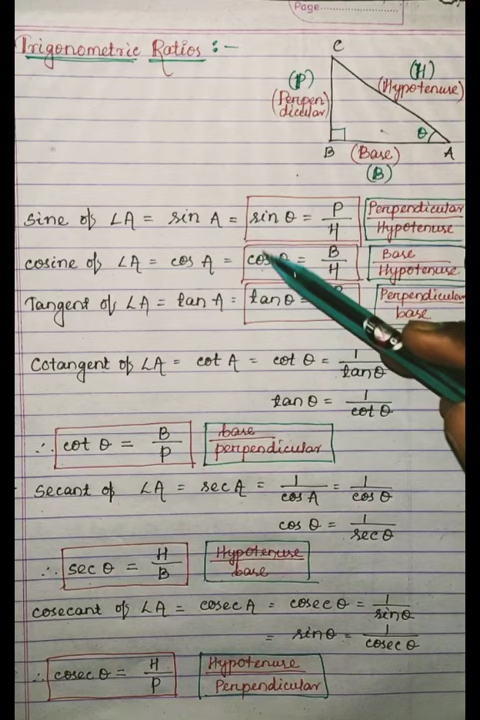 Page
Trigonometric Ratios :-
C
(P)
(Perpen
dicular)
(H)
(Hypotenuse)
θ
B
(Base)
A
(B)
Sine of ∠A = sin A = sin θ = P/H Perpendicular/Hypotenuse
cosine of ∠A = cos A = cos θ = B/H Base/Hypotenuse
Tangent of ∠A = tan A = tan θ = Perpendicular/base
Cotangent of ∠A = cot A = cot θ = 1/tan θ
tan θ = 1/cot θ
∴ cot θ = B/P base/perpendicular
Secant of ∠A = sec A = 1/cos A = 1/cos θ
cos θ = 1/sec θ
∴ sec θ = H/B Hypotenuse/base
cosecant of ∠A = cosec A = cosec θ = 1/sin θ
= sin θ = 1/cosec θ
∴ cosec θ = H/P Hypotenuse/Perpendicular